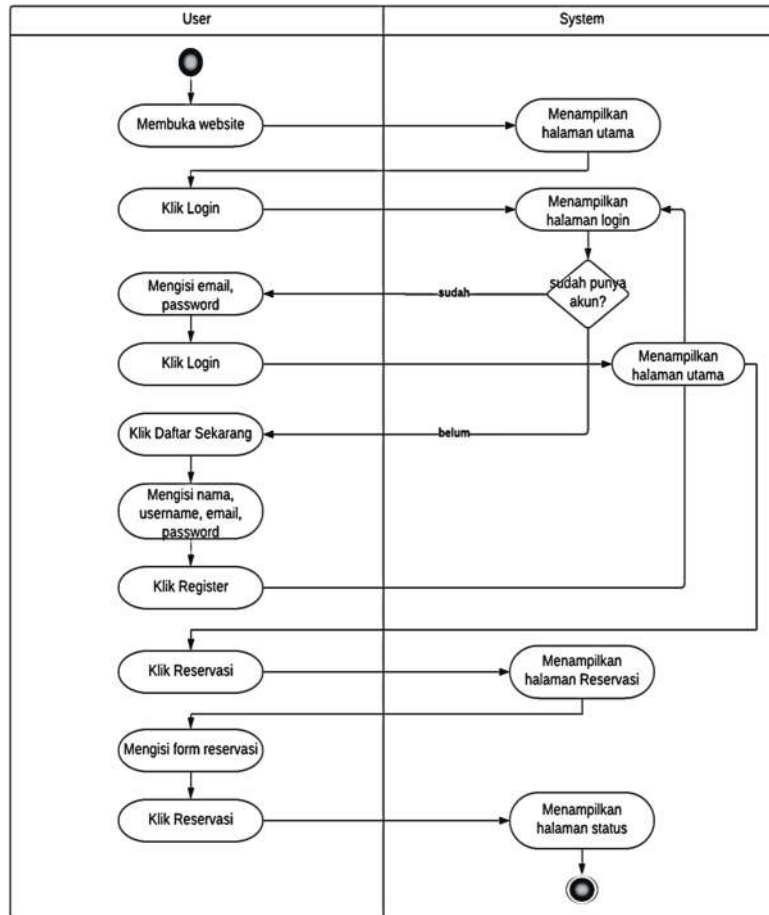 User
System
Membuka website
Menampilkan
halaman utama
Klik Login
Menampilkan
halaman login
sudah punya
akun?
sudah
Mengisi email,
password
Klik Login
Menampilkan
halaman utama
belum
Klik Daftar Sekarang
Mengisi nama,
username, email,
password
Klik Register
Klik Reservasi
Menampilkan
halaman Reservasi
Mengisi form reservasi
Klik Reservasi
Menampilkan
halaman status